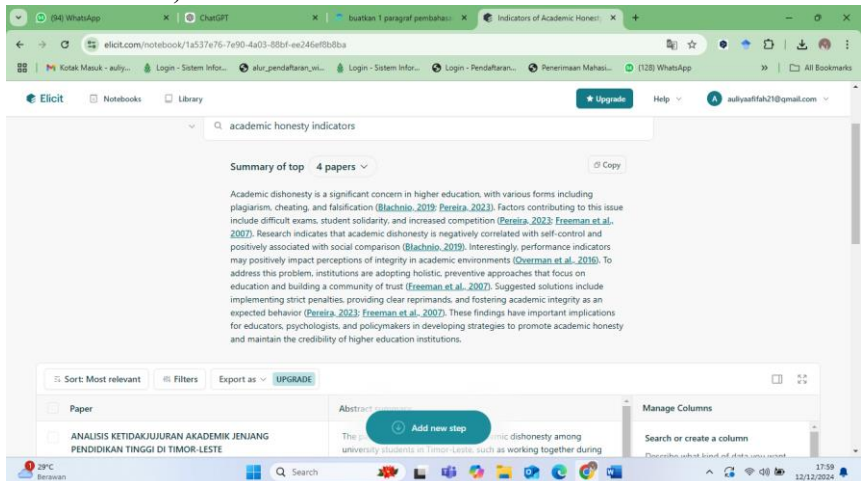 (94) WhatsApp
ChatGPT
buatkan 1 paragraf pembahasa
Indicators of Academic Honest
elicit.com/notebook/1a537e76-7e90-4a03-88bf-ee246ef8b8ba
Kotak Masuk - auliy...
Login - Sistem Infor...
alur_pendaftaran_wi...
Login - Sistem Infor...
Login - Pendaftaran...
Penerimaan Mahasi...
(128) WhatsApp
All Bookmarks
Elicit
Notebooks
Library
Upgrade
Help
A
auliyaafifah21@gmail.com
academic honesty indicators
Summary of top 4 papers
Copy
Academic dishonesty is a significant concern in higher education, with various forms including
plagiarism, cheating, and falsification (Błachnio, 2019; Pereira, 2023). Factors contributing to this issue
include difficult exams, student solidarity, and increased competition (Pereira, 2023; Freeman et al.,
2007). Research indicates that academic dishonesty is negatively correlated with self-control and
positively associated with social comparison (Błachnio, 2019). Interestingly, performance indicators
may positively impact perceptions of integrity in academic environments (Overman et al., 2016). To
address this problem, institutions are adopting holistic, preventive approaches that focus on
education and building a community of trust (Freeman et al., 2007). Suggested solutions include
implementing strict penalties, providing clear reprimands, and fostering academic integrity as an
expected behavior (Pereira, 2023; Freeman et al., 2007). These findings have important implications
for educators, psychologists, and policymakers in developing strategies to promote academic honesty
and maintain the credibility of higher education institutions.
Sort: Most relevant
Filters
Export as
UPGRADE
Paper
Abstract
Manage Columns
Add new step
ANALISIS KETIDAKJUJURAN AKADEMIK JENJANG
PENDIDIKAN TINGGI DI TIMOR-LESTE
The
dishonesty among
university students in Timor-Leste, such as working together during
Search or create a column
Describe what kind of data you want
29°C
Berawan
Search
17:59
12/12/2024